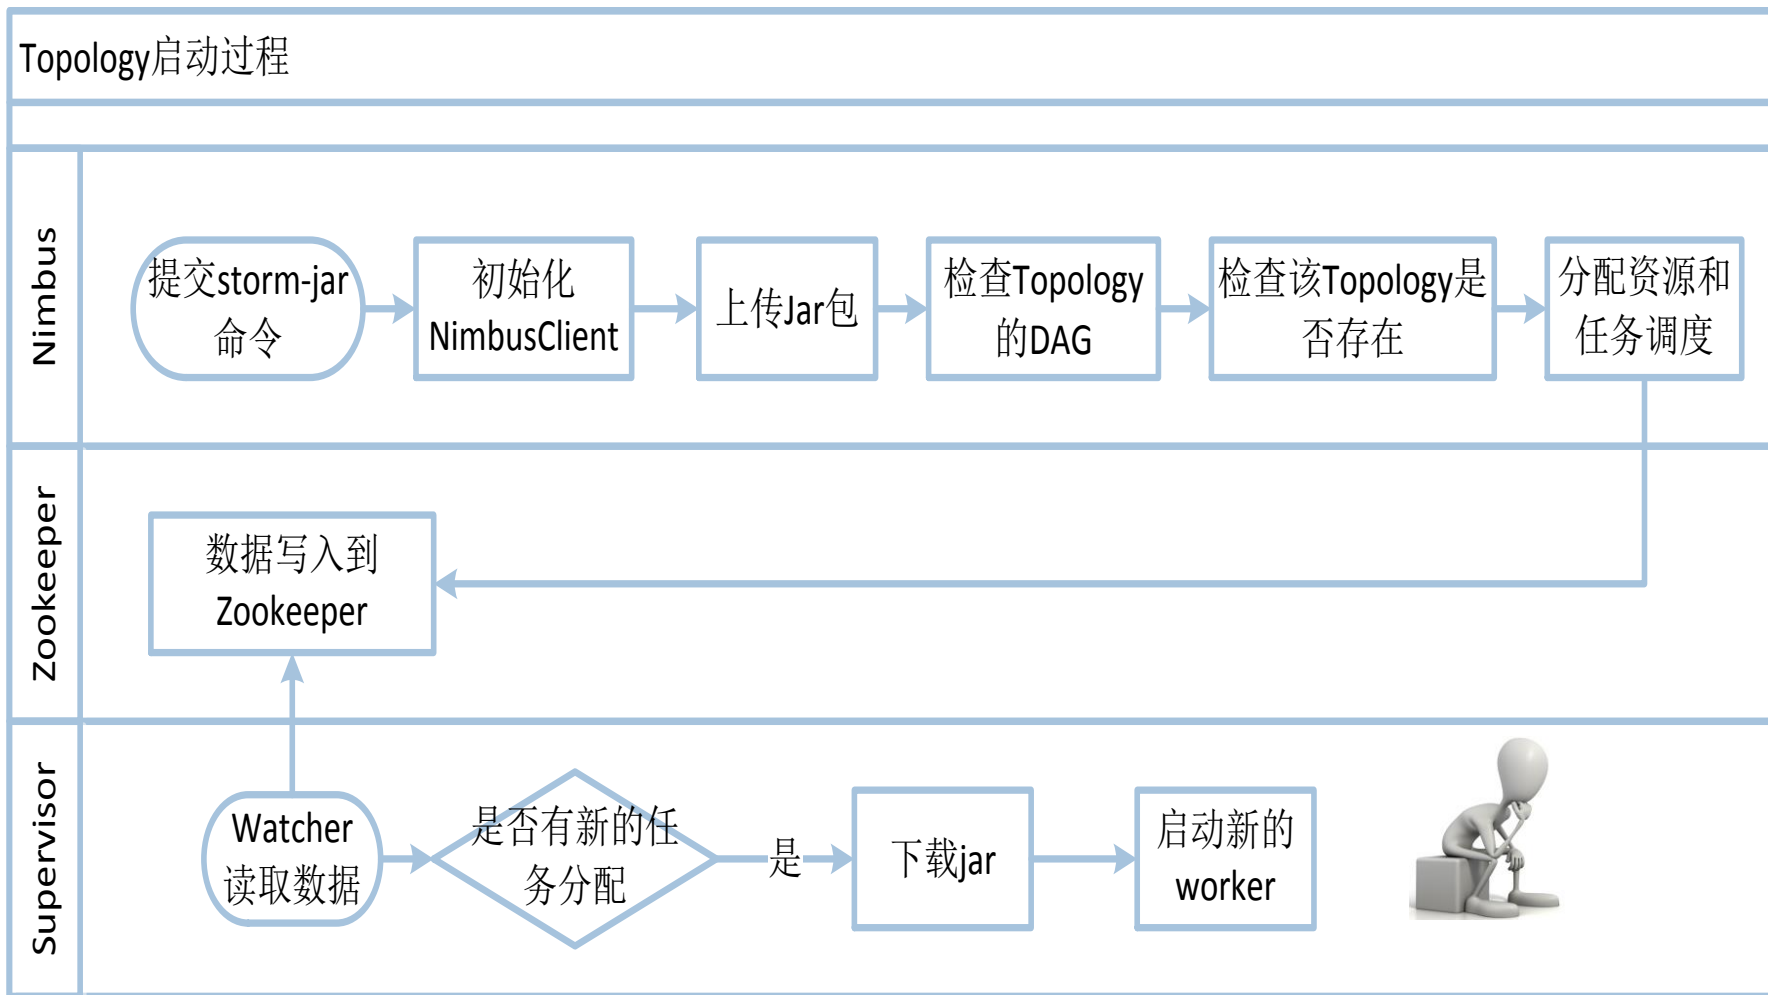 Topology启动过程
Nimbus
提交storm-jar
命令
初始化
NimbusClient
上传Jar包
检查Topology
的DAG
检查该Topology是
否存在
分配资源和
任务调度
Zookeeper
数据写入到
Zookeeper
Supervisor
Watcher
读取数据
是否有新的任
务分配
是
下载jar
启动新的
worker